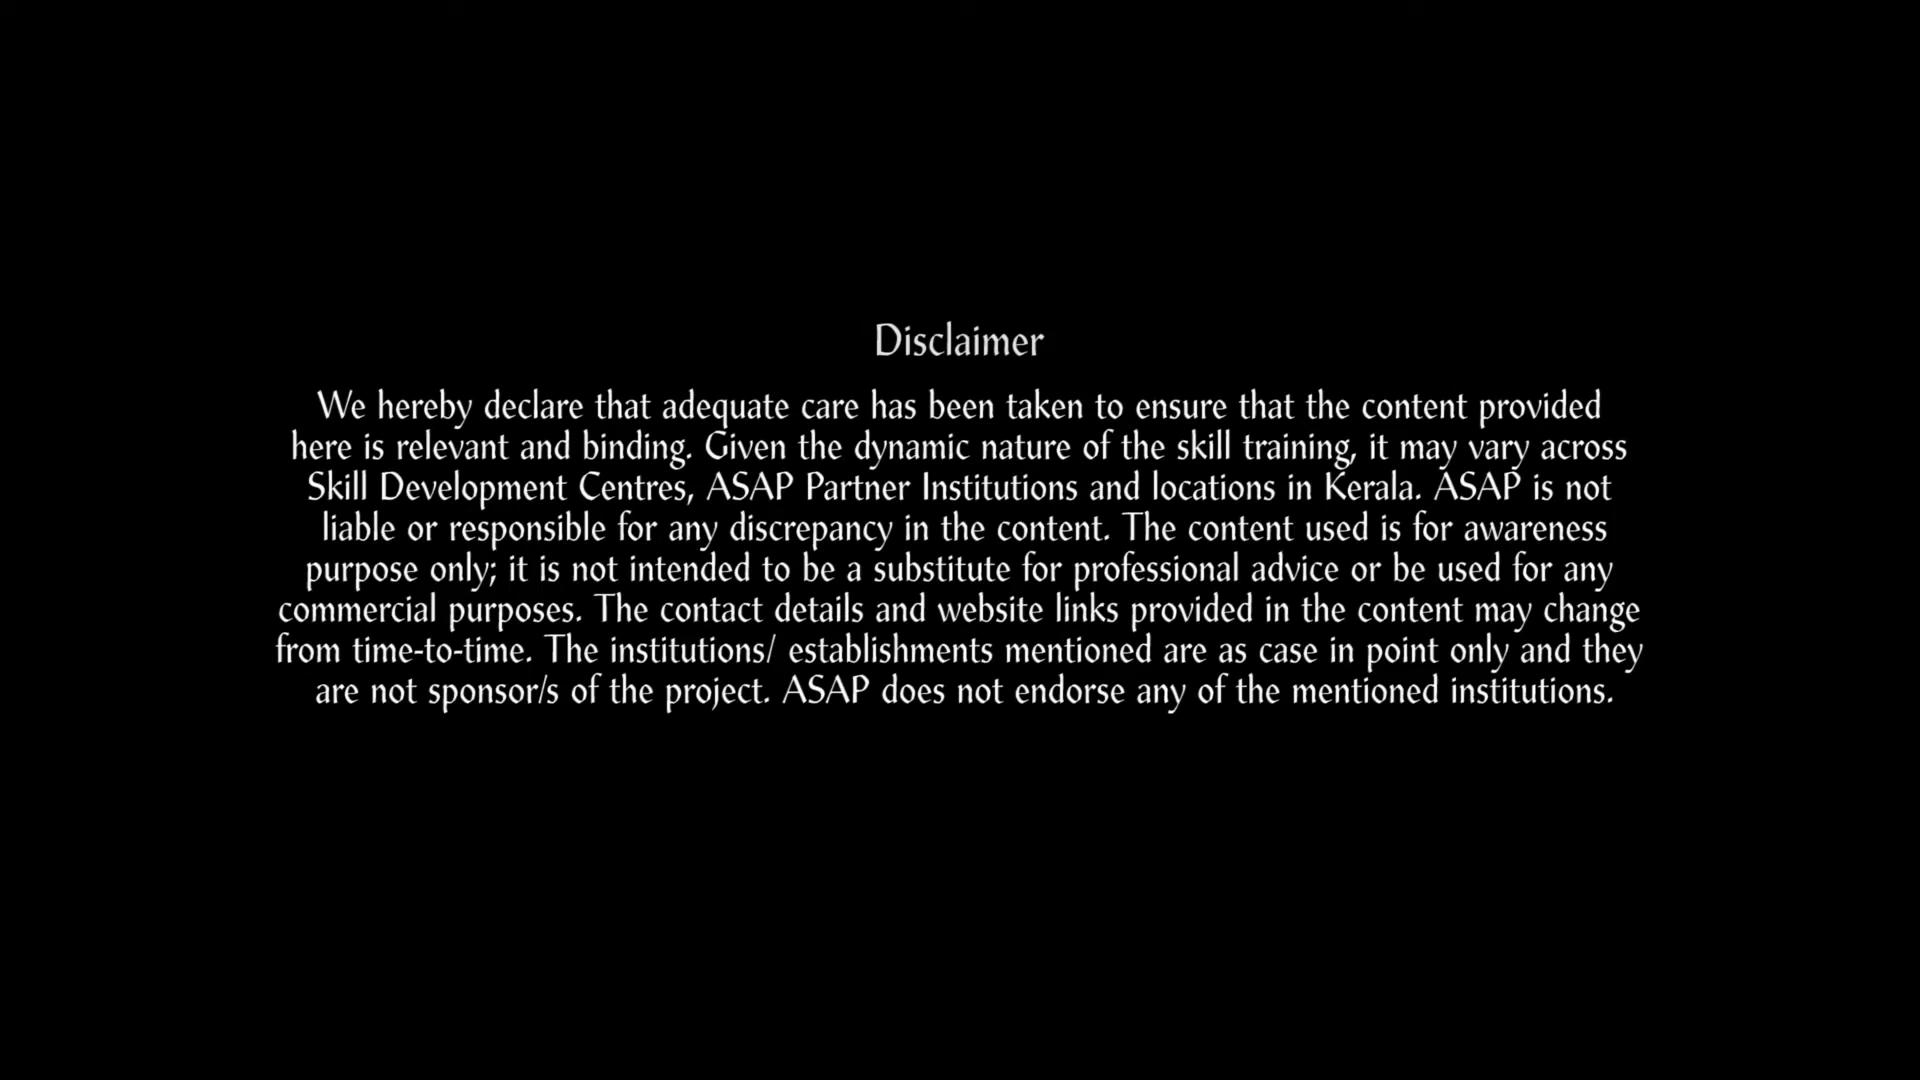 Disclaimer
We hereby declare that adequate care has been taken to ensure that the content provided
here is relevant and binding. Given the dynamic nature of the skill training, it may vary across
Skill Development Centres, ASAP Partner Institutions and locations in Kerala. ASAP is not
liable or responsible for any discrepancy in the content. The content used is for awareness
purpose only; it is not intended to be a substitute for professional advice or be used for any
commercial purposes. The contact details and website links provided in the content may change
from time-to-time. The institutions/ establishments mentioned are as case in point only and they
are not sponsor/s of the project. ASAP does not endorse any of the mentioned institutions.